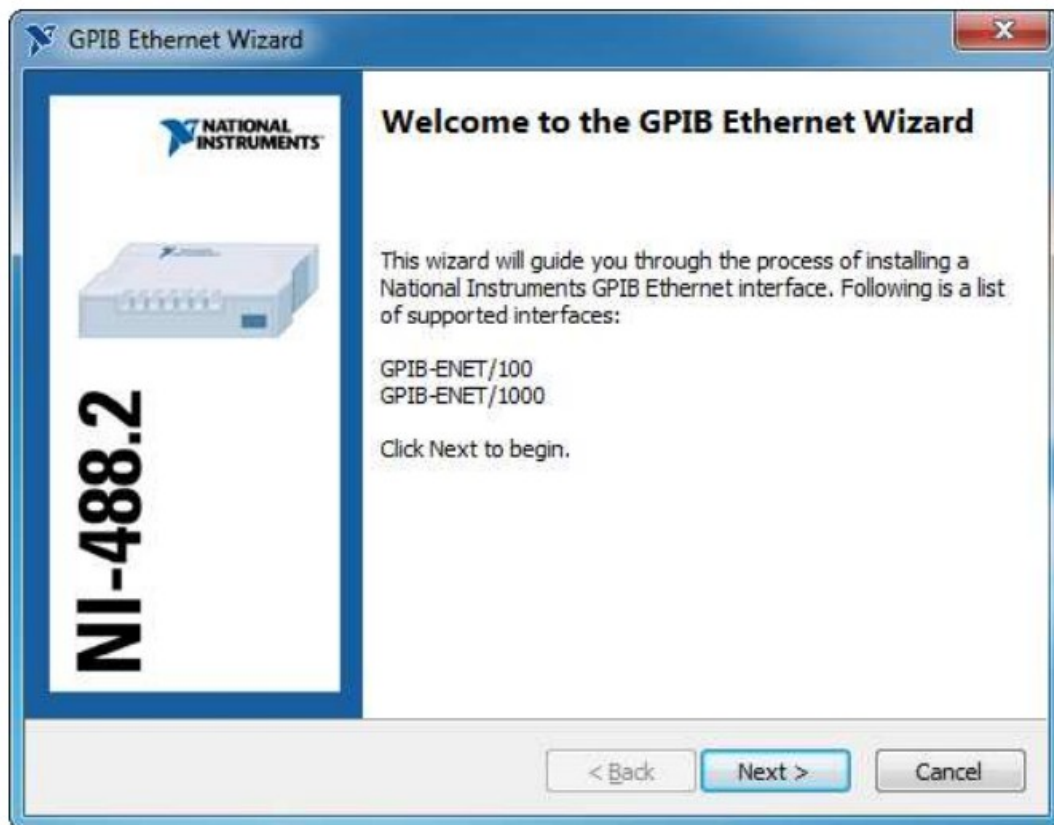 GPIB Ethernet Wizard
NATIONAL
INSTRUMENTS
NI-488.2
Welcome to the GPIB Ethernet Wizard
This wizard will guide you through the process of installing a
National Instruments GPIB Ethernet interface. Following is a list
of supported interfaces:
GPIB-ENET/100
GPIB-ENET/1000
Click Next to begin.
< Back
Next >
Cancel